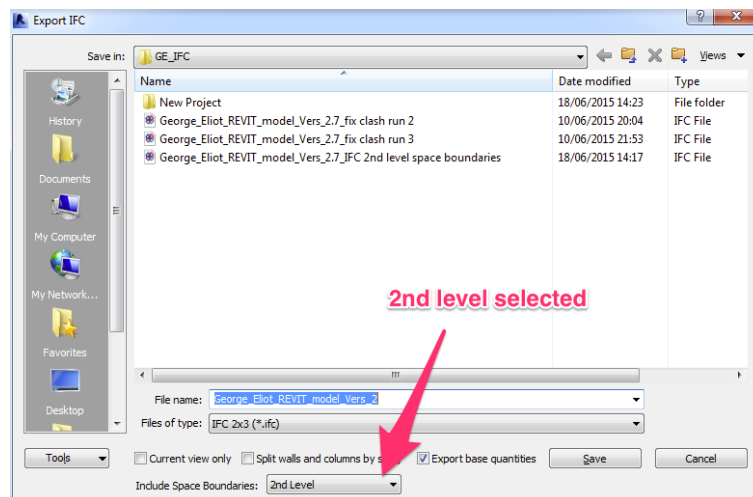 Export IFC
Save in: GE_IFC Views
Name Date modified Type
New Project 18/06/2015 14:23 File folder
George_Eliot_REVIT_model_Vers_2.7_fix clash run 2 10/06/2015 20:04 IFC File
George_Eliot_REVIT_model_Vers_2.7_fix clash run 3 10/06/2015 21:53 IFC File
George_Eliot_REVIT_model_Vers_2.7_IFC 2nd level space boundaries 18/06/2015 14:17 IFC File
History
Documents
My Computer
My Network...
Favorites
Desktop
2nd level selected
File name: George_Eliot_REVIT_model_Vers_2
Files of type: IFC 2x3 (*.ifc)
Tools Current view only Split walls and columns by Export base quantities Save Cancel
Include Space Boundaries: 2nd Level